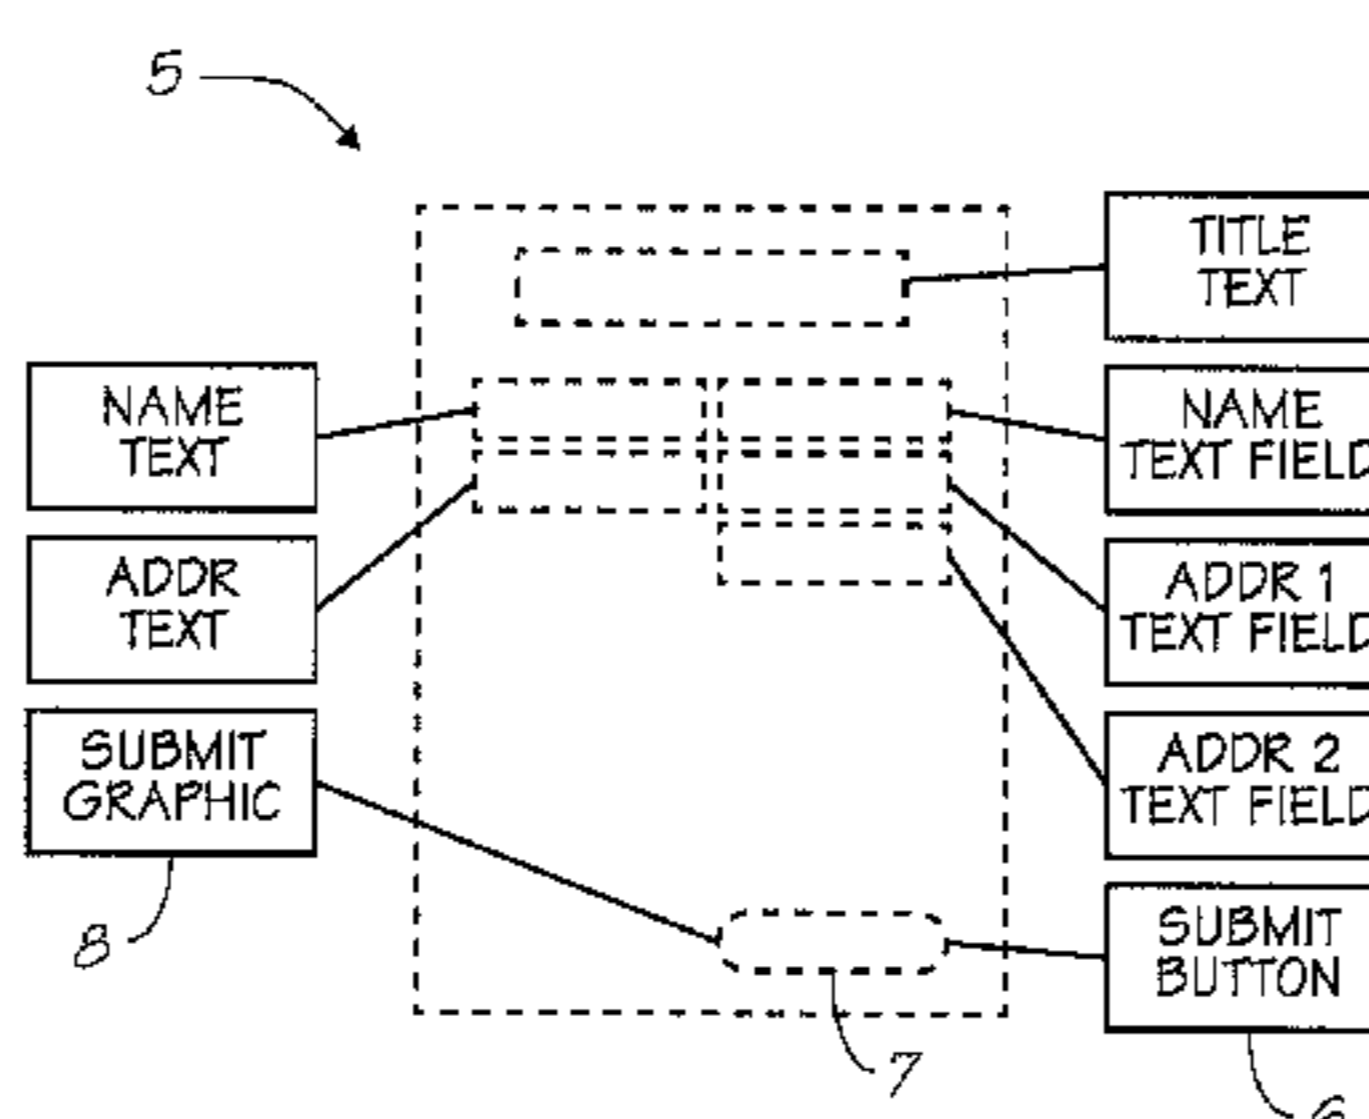 5
TITLE
TEXT
NAME
TEXT
NAME
TEXT FIELD
ADDR
TEXT
ADDR 1
TEXT FIELD
SUBMIT
GRAPHIC
ADDR 2
TEXT FIELD
8
SUBMIT
BUTTON
7
6